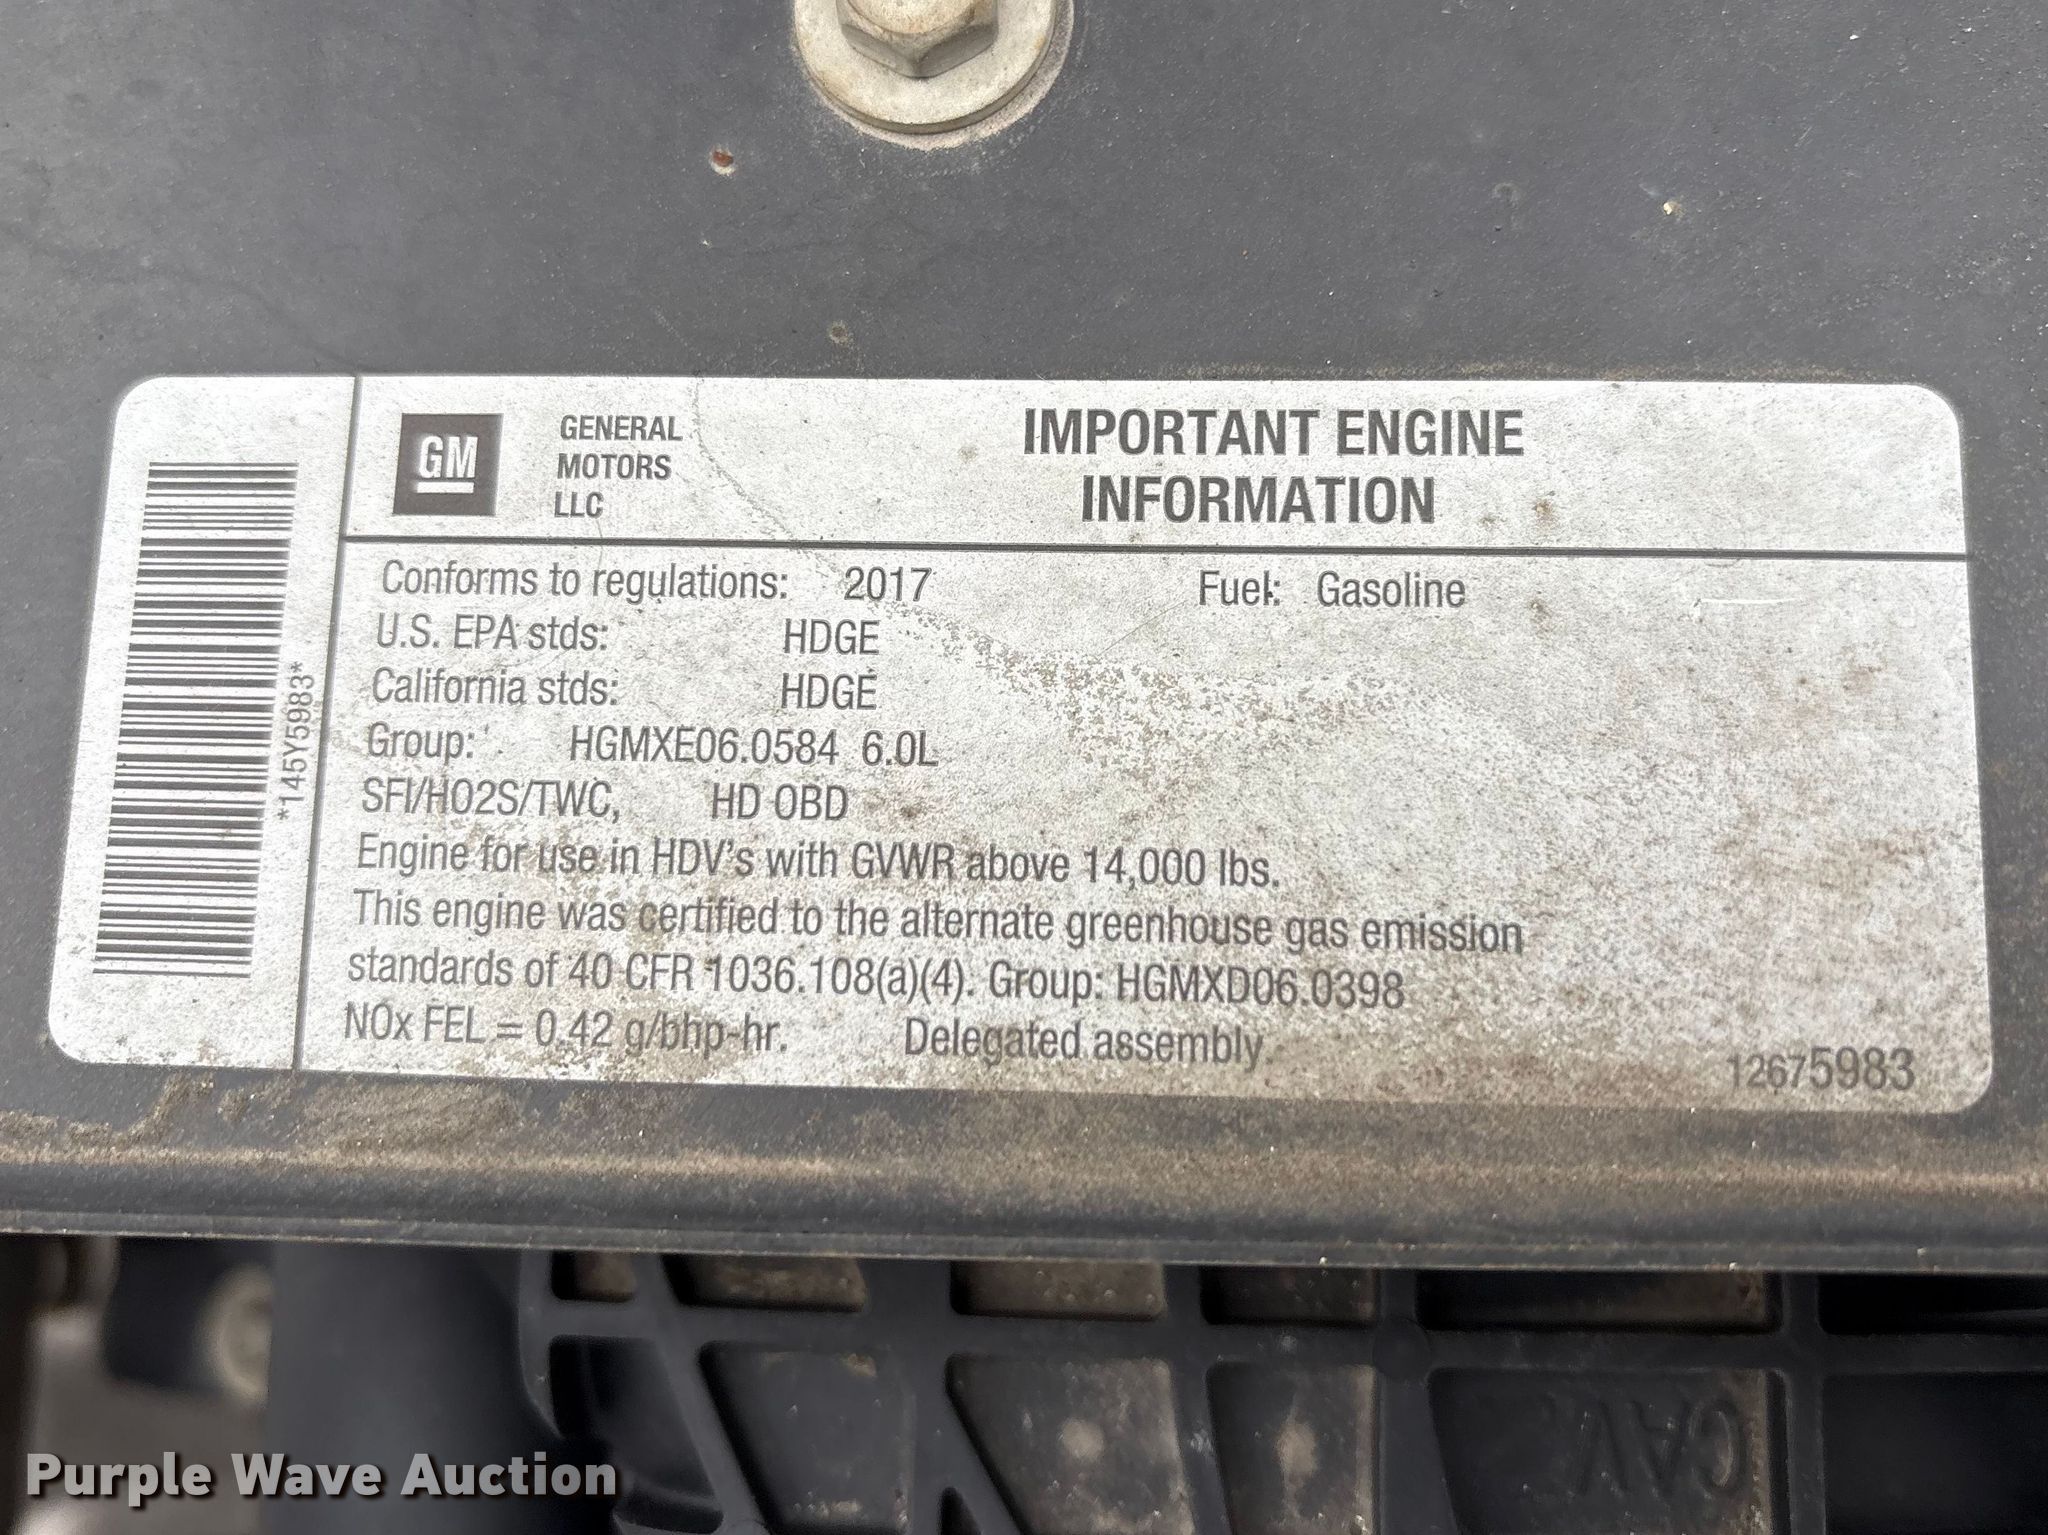 GM
GENERAL
MOTORS
LLC
IMPORTANT ENGINE
INFORMATION
*145Y5983*
Conforms to regulations: 2017 Fuel: Gasoline
U.S. EPA stds: HDGE
California stds: HDGE
Group: HGMXE06.0584 6.0L
SFI/HO2S/TWC, HD OBD
Engine for use in HDV's with GVWR above 14,000 lbs.
This engine was certified to the alternate greenhouse gas emission
standards of 40 CFR 1036.108(a)(4). Group: HGMXD06.0398
NOx FEL = 0.42 g/bhp-hr. Delegated assembly.
12675983
CAV
Purple Wave Auction